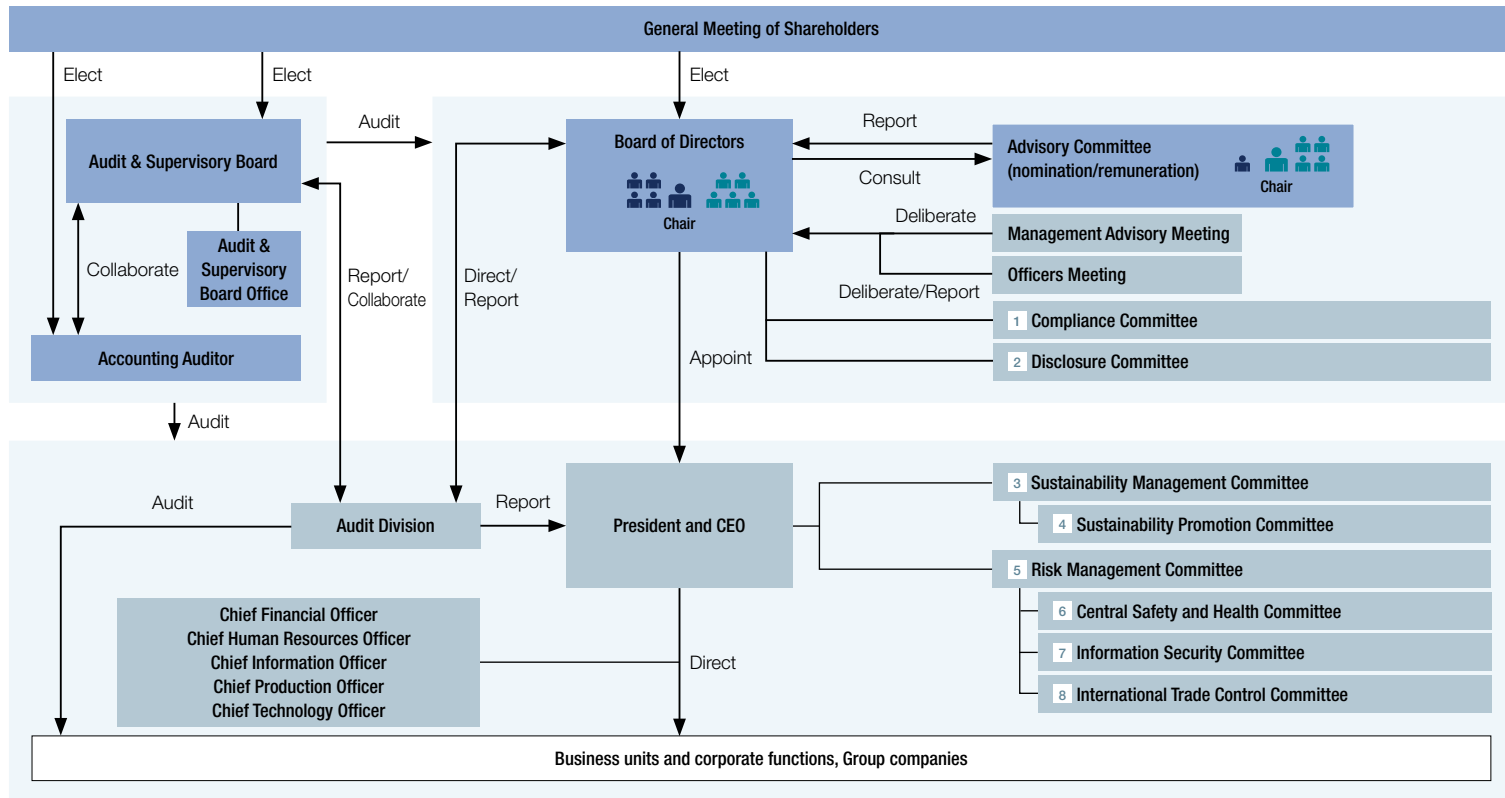 General Meeting of Shareholders
Elect
Elect
Elect
Audit & Supervisory Board
Audit
Board of Directors
Chair
Report
Consult
Advisory Committee
(nomination/remuneration)
Chair
Deliberate
Management Advisory Meeting
Officers Meeting
Deliberate/Report
Audit &
Supervisory
Board Office
Collaborate
Report/
Collaborate
Direct/
Report
1 Compliance Committee
2 Disclosure Committee
Accounting Auditor
Appoint
Audit
Audit
Audit Division
Report
President and CEO
3 Sustainability Management Committee
4 Sustainability Promotion Committee
5 Risk Management Committee
6 Central Safety and Health Committee
7 Information Security Committee
8 International Trade Control Committee
Chief Financial Officer
Chief Human Resources Officer
Chief Information Officer
Chief Production Officer
Chief Technology Officer
Direct
Business units and corporate functions, Group companies